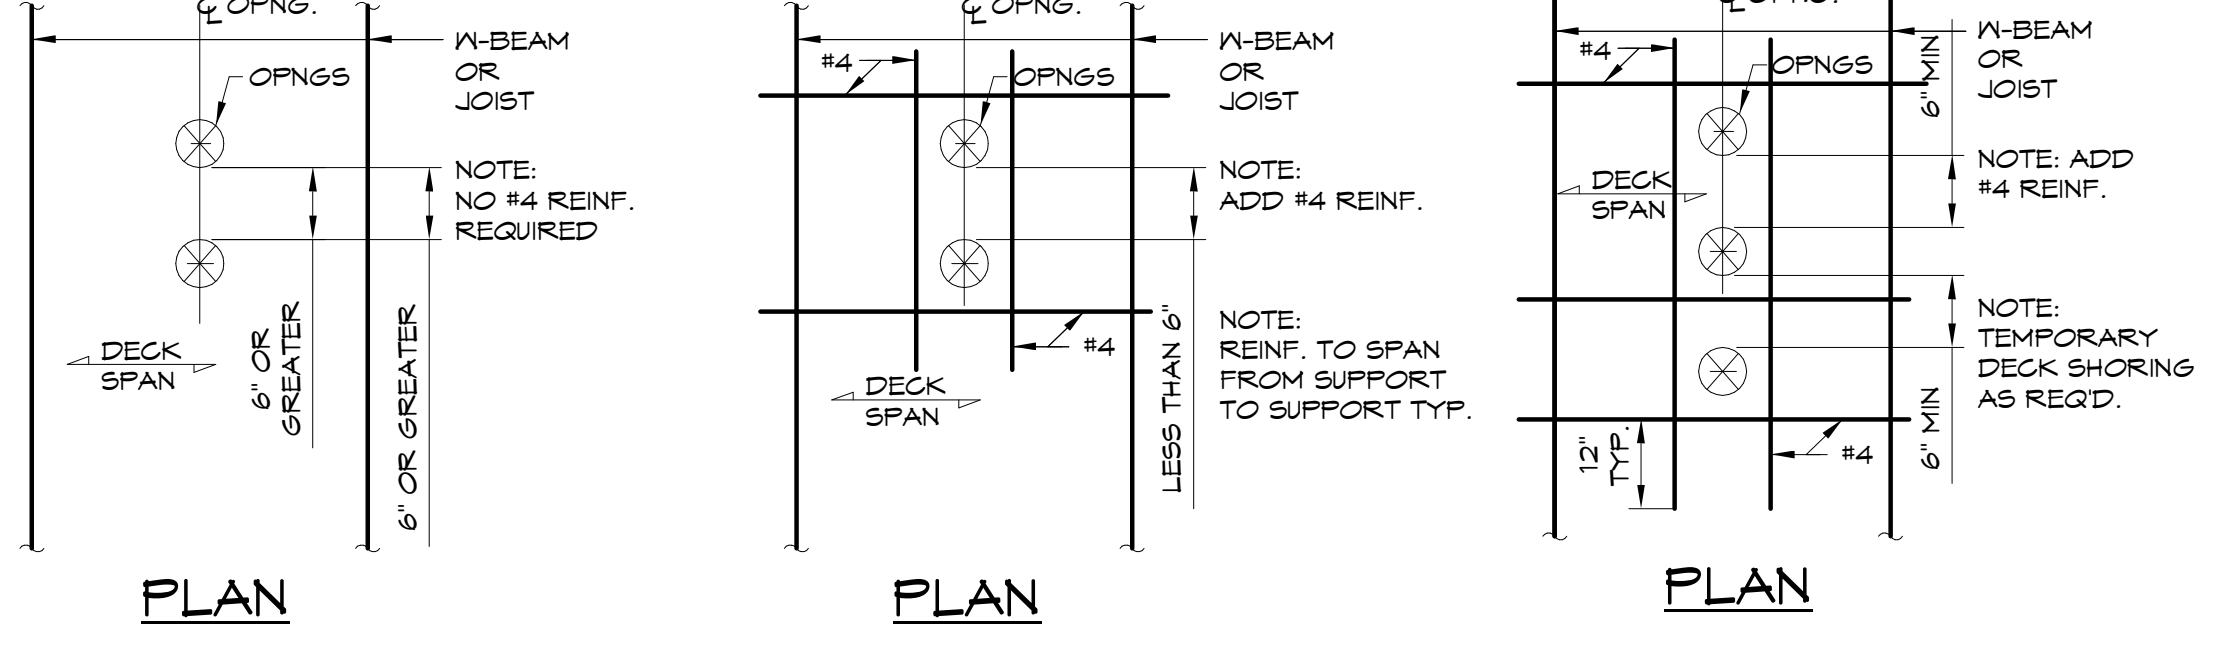 ℄ OPNG.
W-BEAM
OR
JOIST
OPNGS
NOTE:
NO #4 REINF.
REQUIRED
6" OR
GREATER
6" OR GREATER
DECK
SPAN
PLAN
℄ OPNG.
W-BEAM
OR
JOIST
#4
OPNGS
NOTE:
ADD #4 REINF.
LESS THAN 6"
NOTE:
REINF. TO SPAN
FROM SUPPORT
TO SUPPORT TYP.
#4
DECK
SPAN
PLAN
℄ OPNG.
W-BEAM
OR
JOIST
6" MIN
#4
OPNGS
NOTE: ADD
#4 REINF.
DECK
SPAN
NOTE:
TEMPORARY
DECK SHORING
AS REQ'D.
6" MIN
12"
TYP.
#4
PLAN